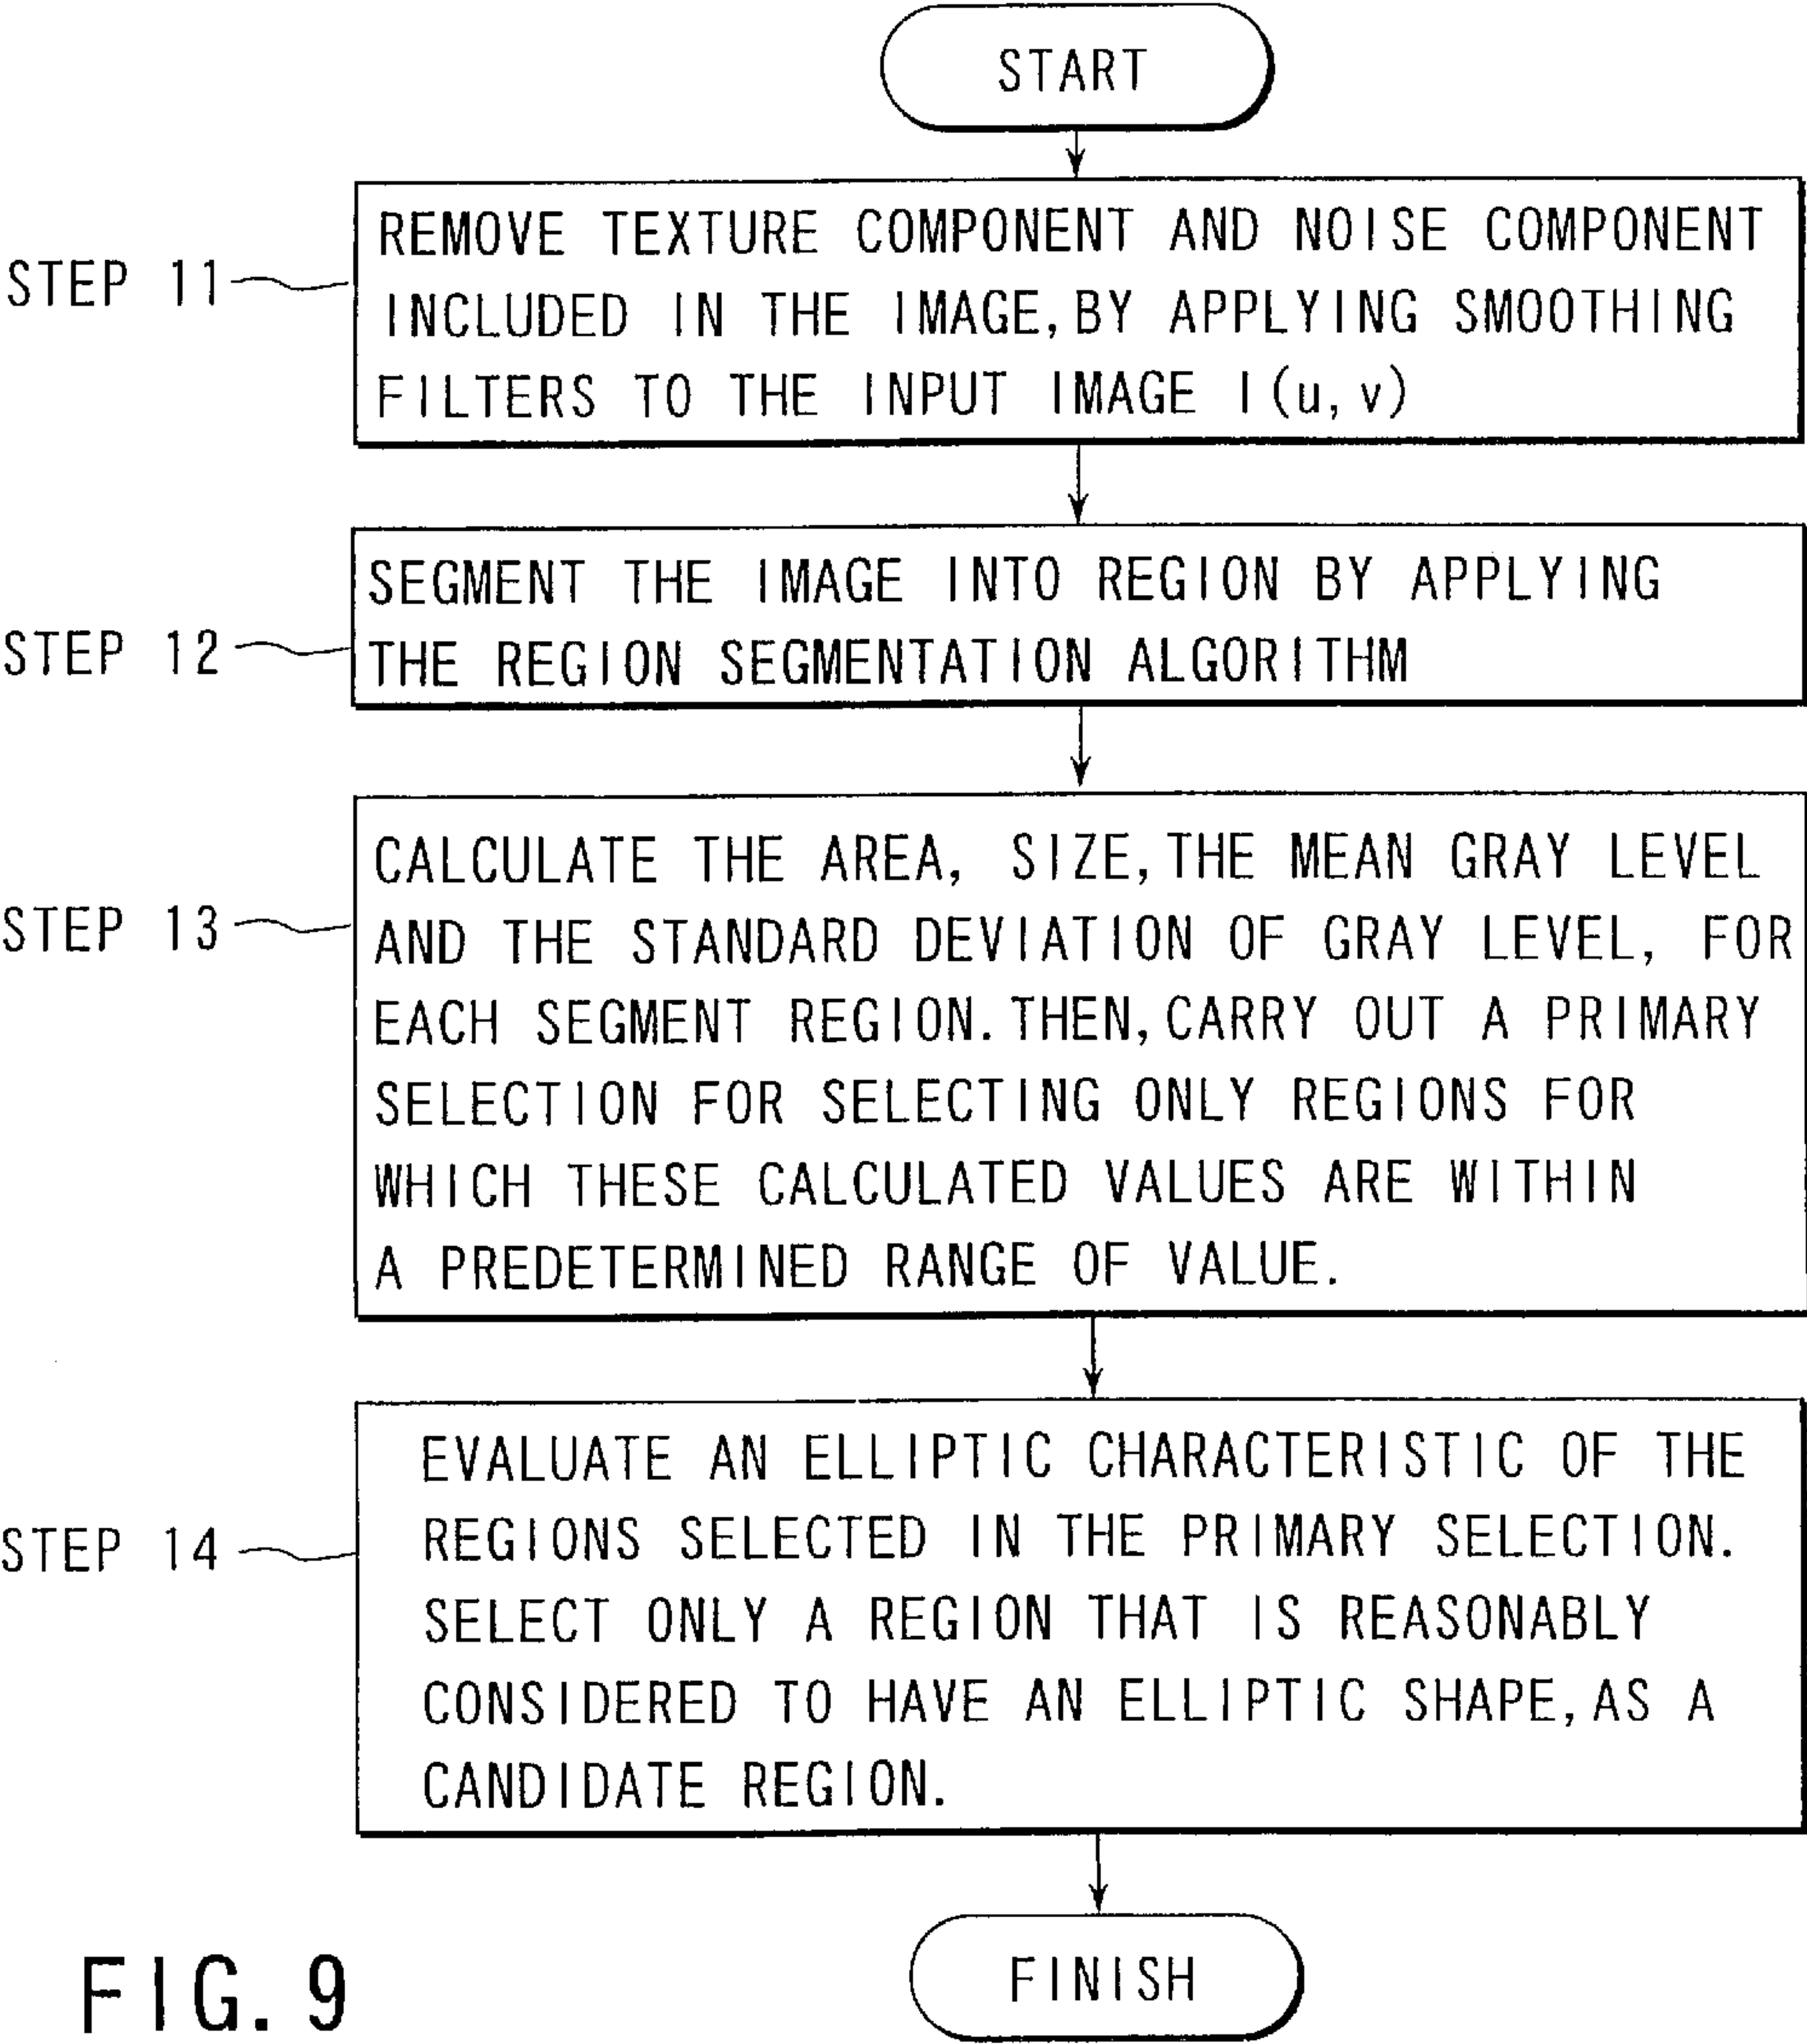 START
STEP 11
REMOVE TEXTURE COMPONENT AND NOISE COMPONENT
INCLUDED IN THE IMAGE, BY APPLYING SMOOTHING
FILTERS TO THE INPUT IMAGE I(u, v)
STEP 12
SEGMENT THE IMAGE INTO REGION BY APPLYING
THE REGION SEGMENTATION ALGORITHM
STEP 13
CALCULATE THE AREA, SIZE, THE MEAN GRAY LEVEL
AND THE STANDARD DEVIATION OF GRAY LEVEL, FOR
EACH SEGMENT REGION. THEN, CARRY OUT A PRIMARY
SELECTION FOR SELECTING ONLY REGIONS FOR
WHICH THESE CALCULATED VALUES ARE WITHIN
A PREDETERMINED RANGE OF VALUE.
STEP 14
EVALUATE AN ELLIPTIC CHARACTERISTIC OF THE
REGIONS SELECTED IN THE PRIMARY SELECTION.
SELECT ONLY A REGION THAT IS REASONABLY
CONSIDERED TO HAVE AN ELLIPTIC SHAPE, AS A
CANDIDATE REGION.
FINISH
FIG. 9